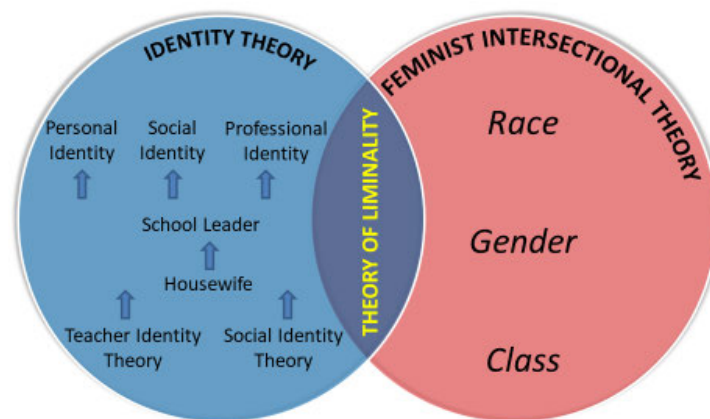 IDENTITY THEORY
Personal
Identity
Social
Identity
Professional
Identity
School Leader
Housewife
Teacher Identity
Theory
Social Identity
Theory
THEORY OF LIMINALITY
FEMINIST INTERSECTIONAL THEORY
Race
Gender
Class